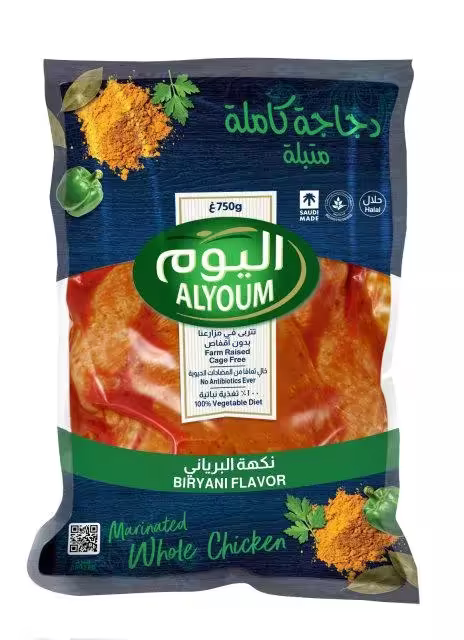 دجاجة كاملة
متبلة
750g غ
SAUDI
MADE
حلال
Halal
اليوم
ALYOUM
تتربى في مزارعنا
بدون أقفاص
Farm Raised
Cage Free
خالي تماما من المضادات الحيوية
No Antibiotics Ever
١٠٠٪ تغذية نباتية
100% Vegetable Diet
نكهة البرياني
BIRYANI FLAVOR
Marinated
Whole Chicken